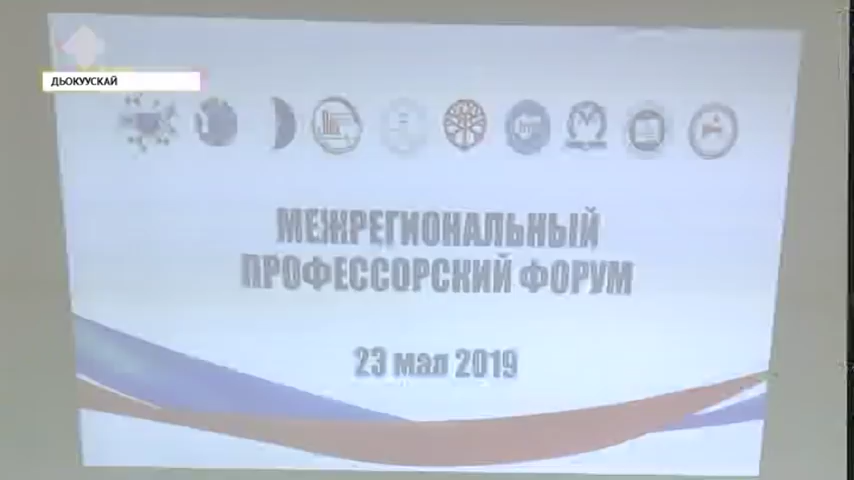 ДЬОКУУСКАЙ
МЕЖРЕГИОНАЛЬНЫЙ
ПРОФЕССОРСКИЙ ФОРУМ
23 мая 2019